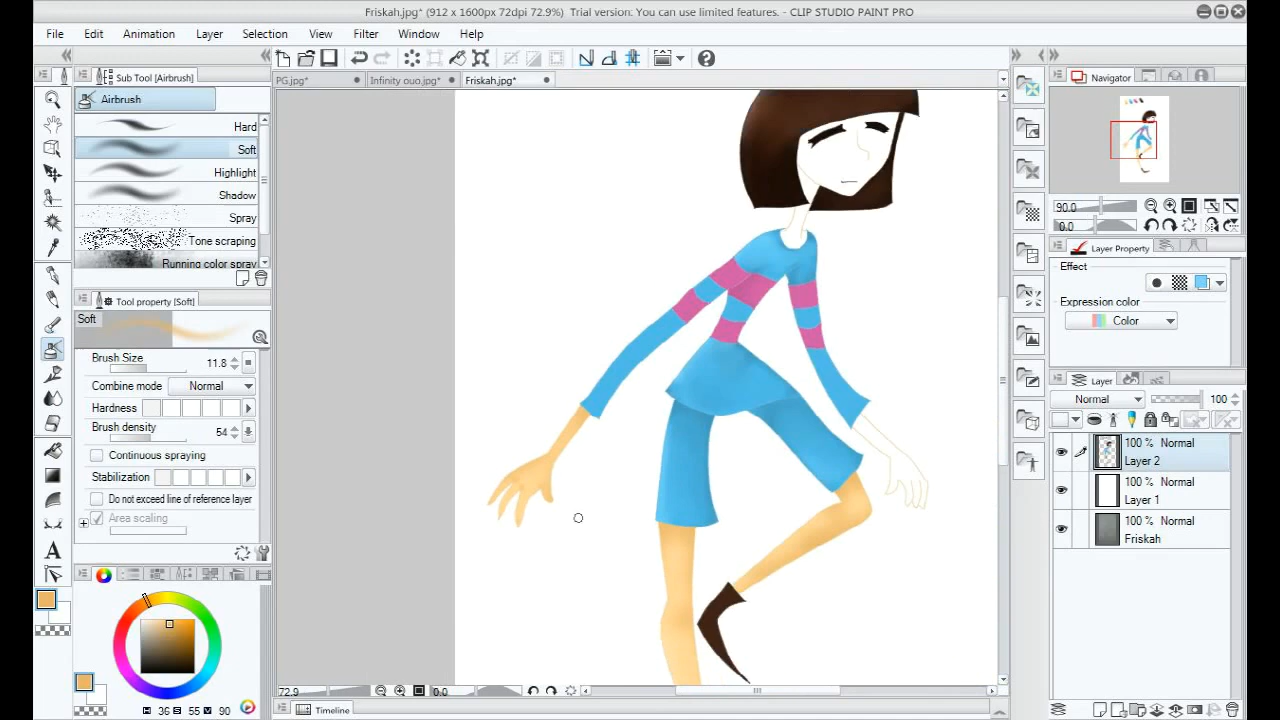 Friskah.jpg* (912 x 1600px 72dpi 72.9%)  Trial version: You can use limited features. - CLIP STUDIO PAINT PRO
File Edit Animation Layer Selection View Filter Window Help
Sub Tool [Airbrush]
PG.jpg* Infinity ouo.jpg* Friskah.jpg*
Navigator
Airbrush
Hard
Soft
Highlight
Shadow
Spray
Tone scraping
Running color spray
90.0
0.0
Layer Property
Effect
Expression color
Color
Tool property [Soft]
Soft
Brush Size 11.8
Combine mode Normal
Hardness
Brush density 54
Continuous spraying
Stabilization
Do not exceed line of reference layer
Area scaling
Layer
Normal 100
100 % Normal
Layer 2
100 % Normal
Layer 1
100 % Normal
Friskah
A
H 36 S 55 V 90
72.9 0.0
Timeline